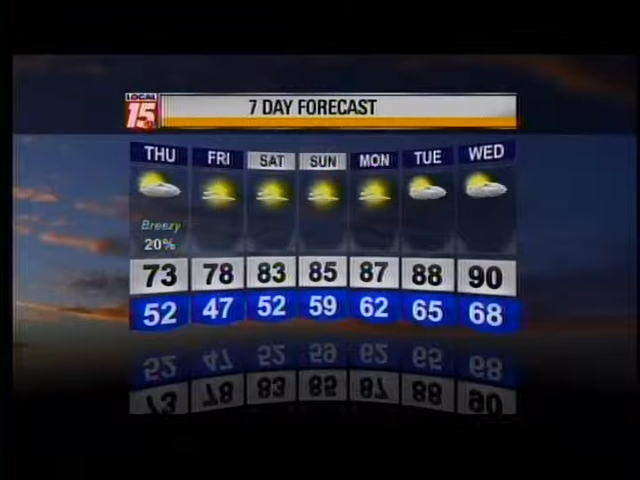 LOCAL
15
7 DAY FORECAST
THU FRI SAT SUN MON TUE WED
Breezy
20%
73 78 83 85 87 88 90
52 47 52 59 62 65 68